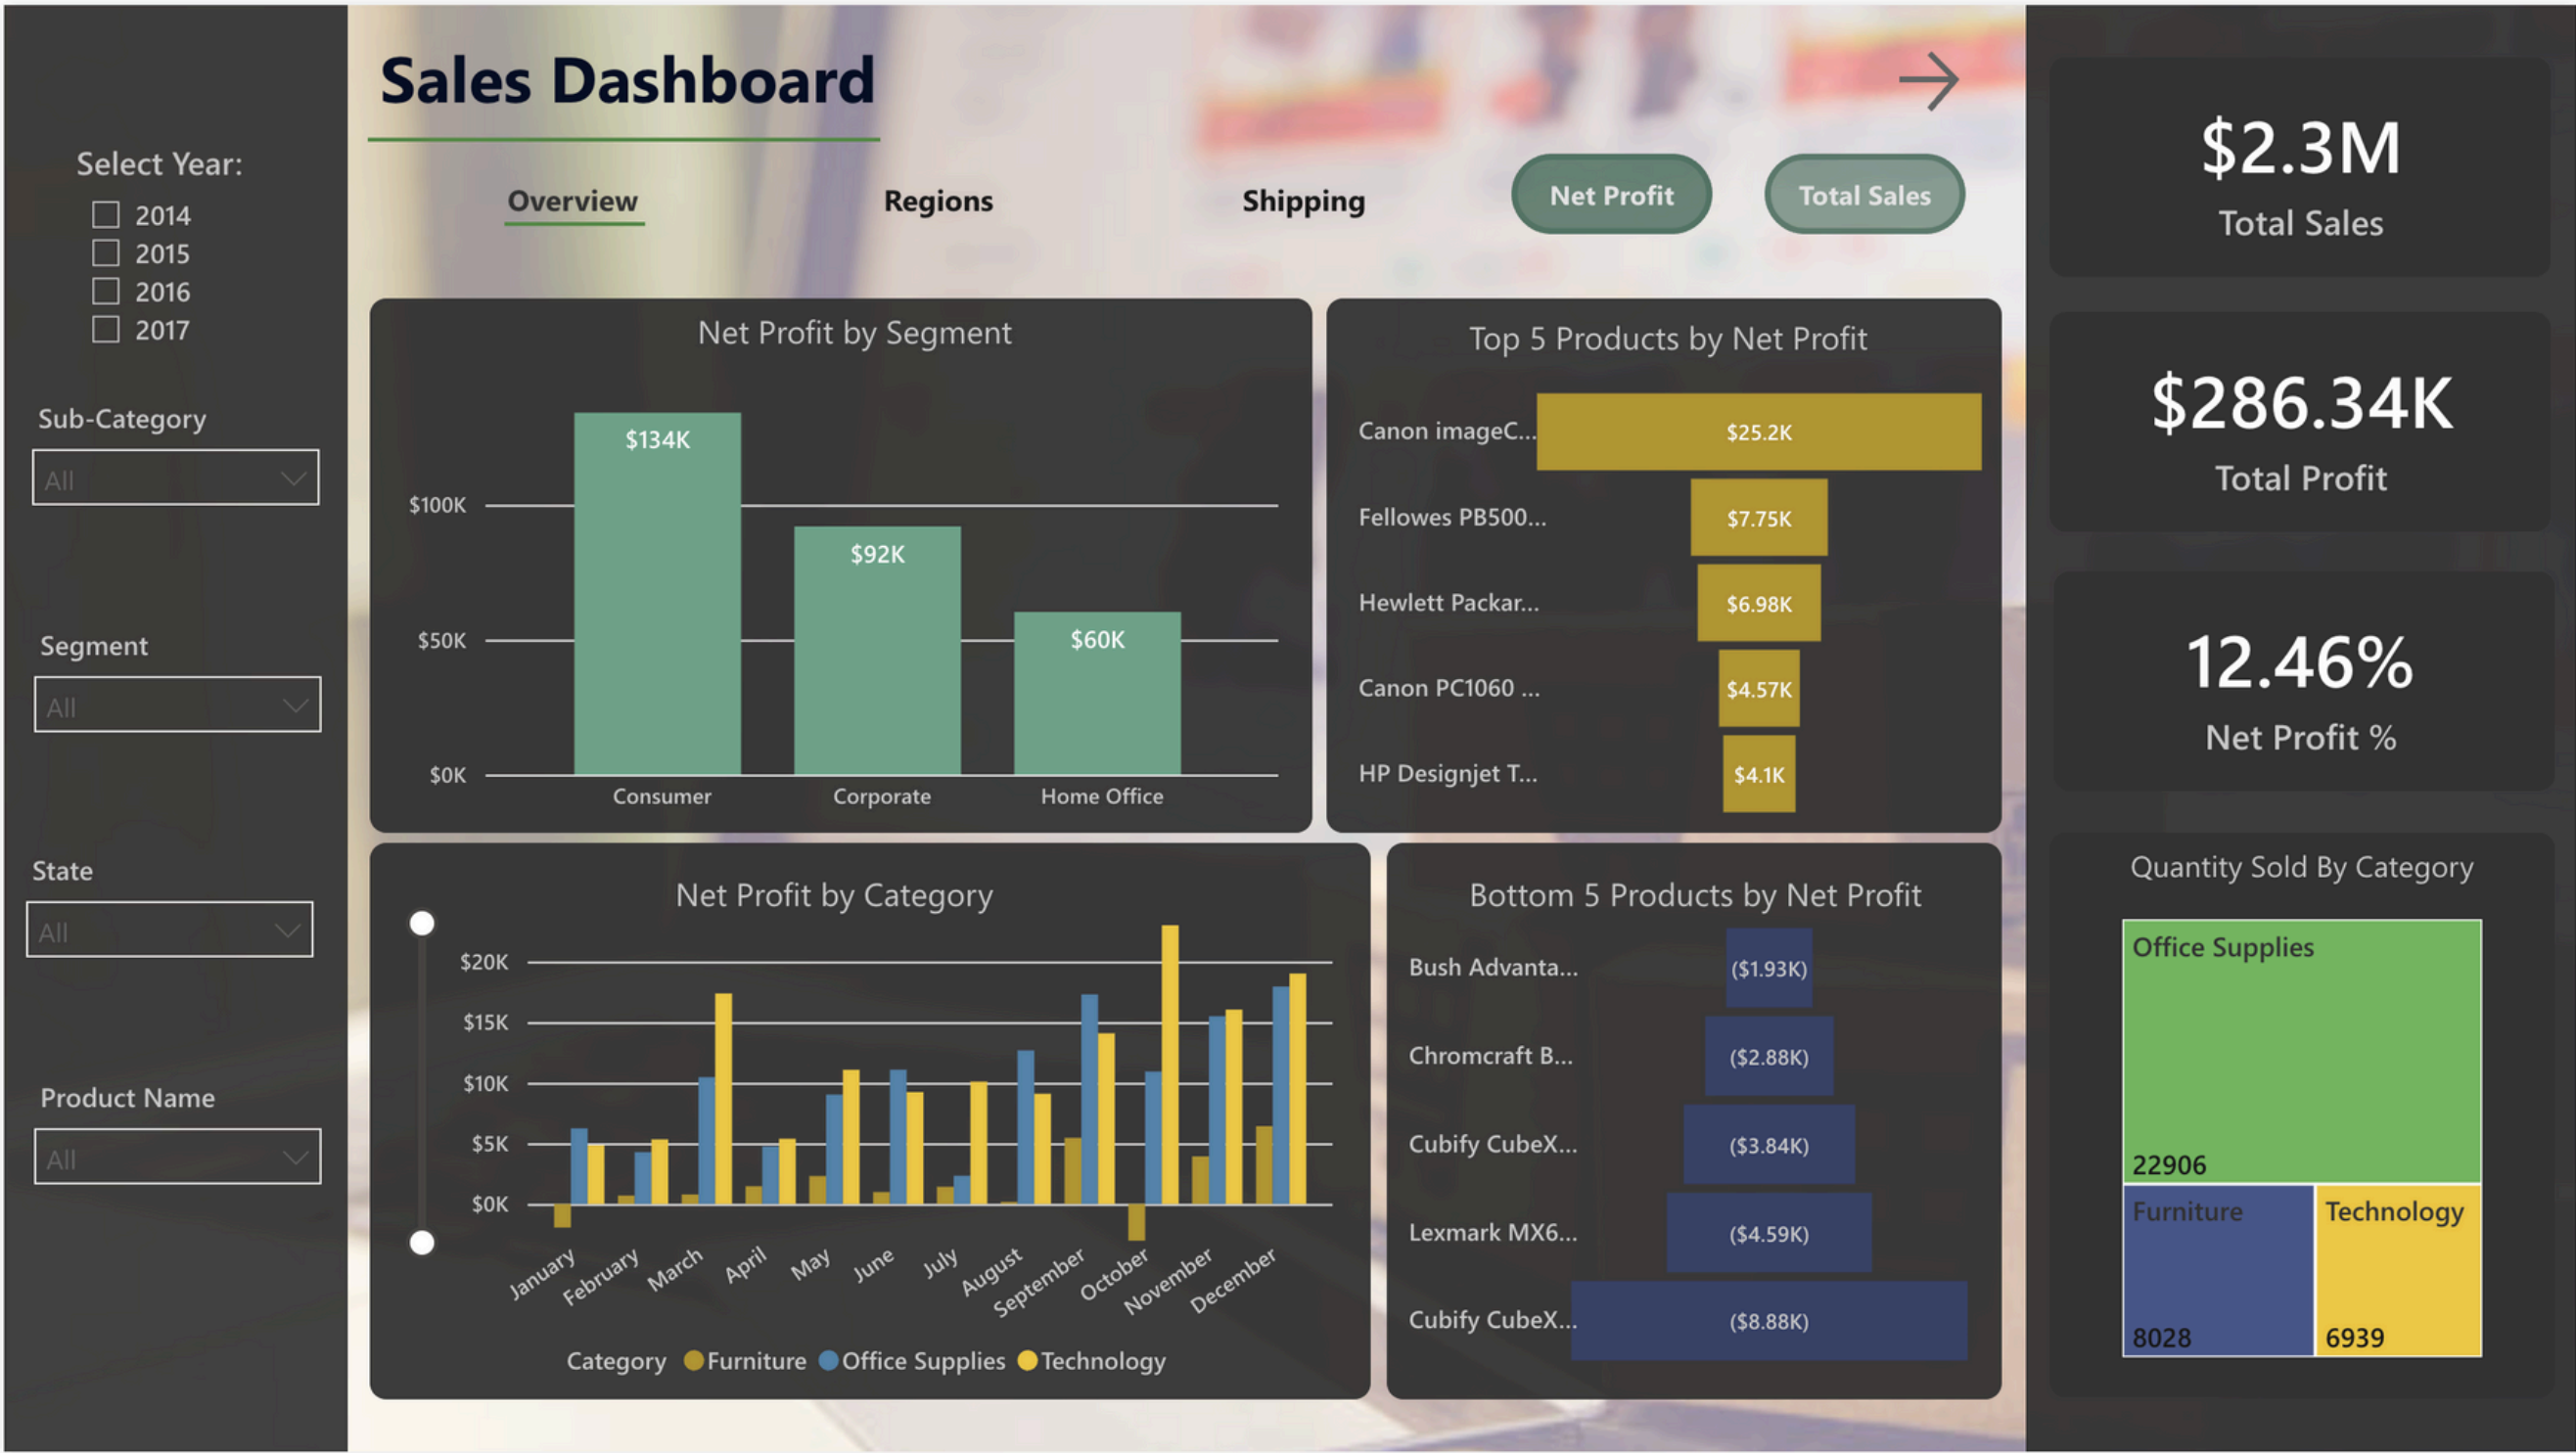 Sales Dashboard
Select Year:
2014
2015
2016
2017
Sub-Category
All
Segment
All
State
All
Product Name
All
Overview
Regions
Shipping
Net Profit
Total Sales
Net Profit by Segment
$134K
$100K
$92K
$50K
$60K
$0K
Consumer
Corporate
Home Office
Top 5 Products by Net Profit
Canon imageC... $25.2K
Fellowes PB500... $7.75K
Hewlett Packar... $6.98K
Canon PC1060 ... $4.57K
HP Designjet T... $4.1K
Net Profit by Category
$20K
$15K
$10K
$5K
$0K
January
February
March
April
May
June
July
August
September
October
November
December
Category Furniture Office Supplies Technology
Bottom 5 Products by Net Profit
Bush Advanta... ($1.93K)
Chromcraft B... ($2.88K)
Cubify CubeX... ($3.84K)
Lexmark MX6... ($4.59K)
Cubify CubeX... ($8.88K)
$2.3M
Total Sales
$286.34K
Total Profit
12.46%
Net Profit %
Quantity Sold By Category
Office Supplies
22906
Furniture
8028
Technology
6939